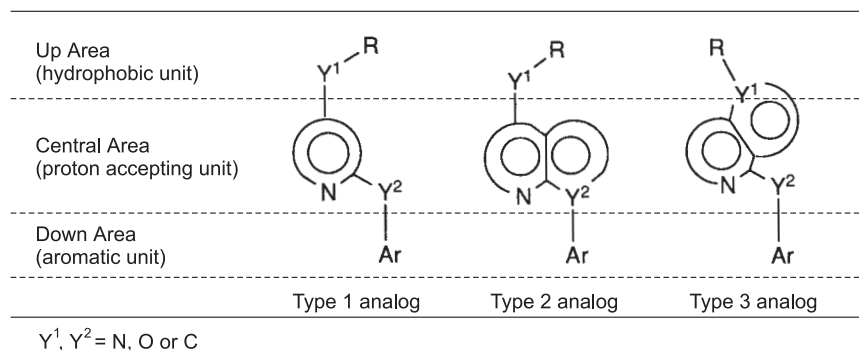 Up Area
(hydrophobic unit)
R
Y¹
R
Y¹
R
Y¹
Central Area
(proton accepting unit)
N
Y²
N
Y²
N
Y²
Down Area
(aromatic unit)
Ar
Ar
Ar
Type 1 analog Type 2 analog Type 3 analog
Y¹, Y² = N, O or C